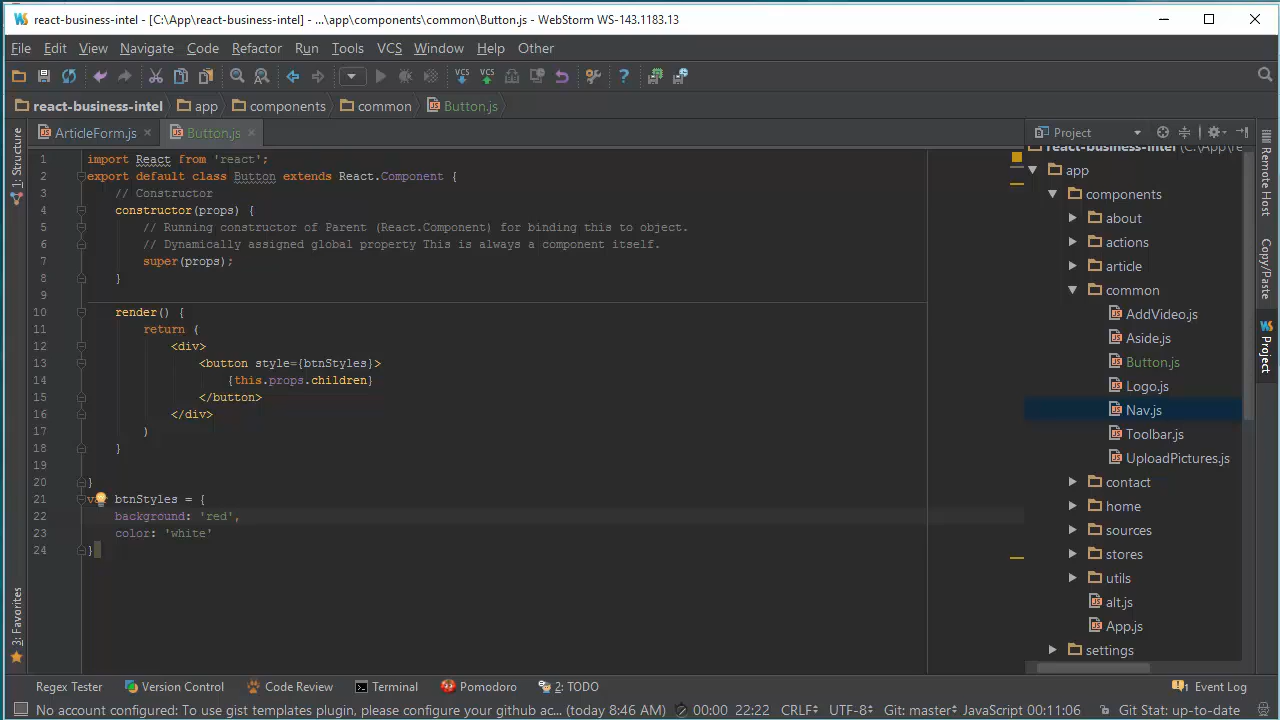 react-business-intel - [C:\App\react-business-intel] - ...\app\components\common\Button.js - WebStorm WS-143.1183.13
File Edit View Navigate Code Refactor Run Tools VCS Window Help Other
VCS VCS
react-business-intel app components common Button.js
ArticleForm.js Button.js
Project
1 import React from 'react';
2 export default class Button extends React.Component {
3 // Constructor
4 constructor(props) {
5 // Running constructor of Parent (React.Component) for binding this to object.
6 // Dynamically assigned global property This is always a component itself.
7 super(props);
8 }
9
10 render() {
11 return (
12 <div>
13 <button style={btnStyles}>
14 {this.props.children}
15 </button>
16 </div>
17 )
18 }
19
20 }
21 var btnStyles = {
22 background: 'red',
23 color: 'white'
24 }
react-business-intel (C:\App\re
app
components
about
actions
article
common
AddVideo.js
Aside.js
Button.js
Logo.js
Nav.js
Toolbar.js
UploadPictures.js
contact
home
sources
stores
utils
alt.js
App.js
settings
1: Structure
3: Favorites
Remote Host
Copy/Paste
Project
Regex Tester Version Control Code Review Terminal Pomodoro 2: TODO Event Log
No account configured: To use gist templates plugin, please configure your github ac... (today 8:46 AM) 00:00 22:22 CRLF UTF-8 Git: master JavaScript 00:11:06 Git Stat: up-to-date